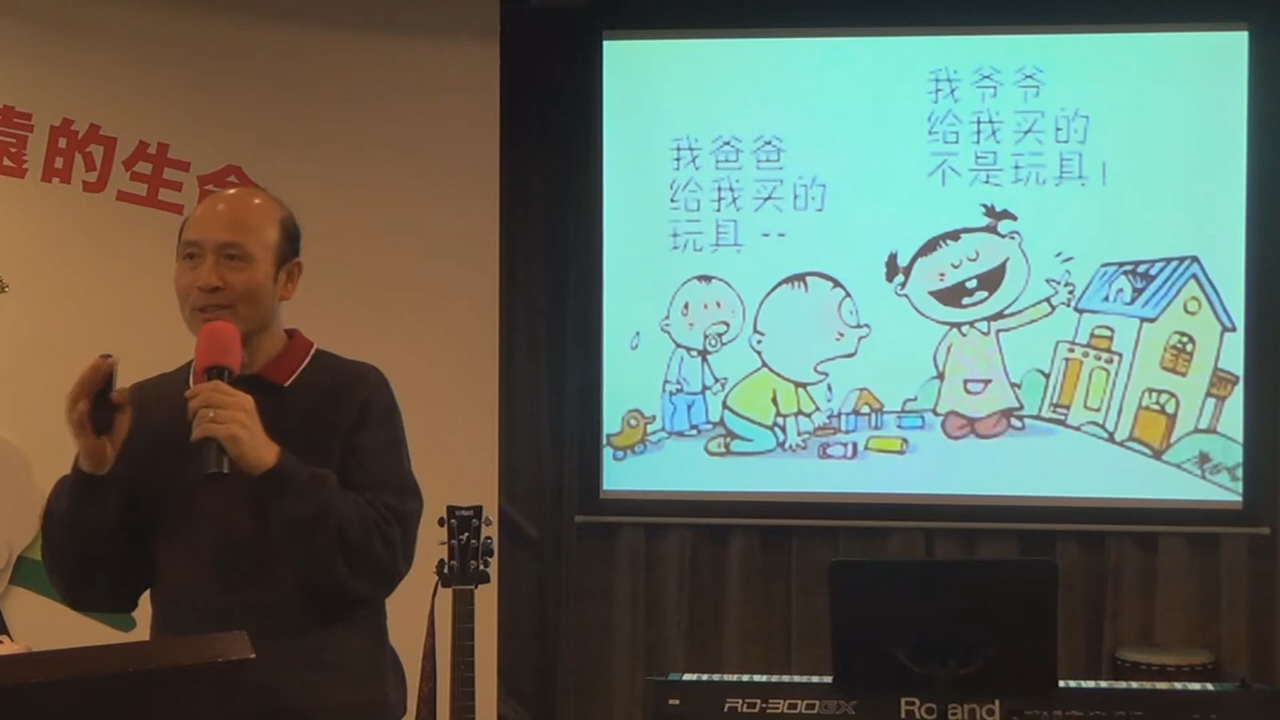 遠的生命
我爸爸
给我买的
玩具--
我爷爷
给我买的
不是玩具!
RD-300GX
Roland